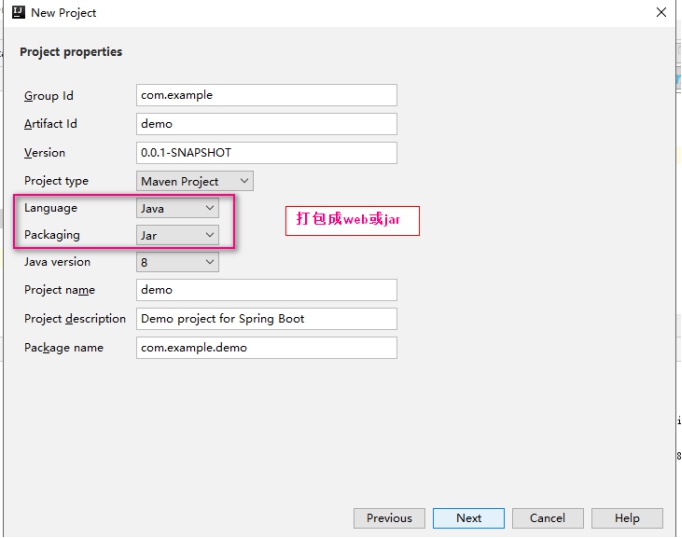 New Project
Project properties
Group Id com.example
Artifact Id demo
Version 0.0.1-SNAPSHOT
Project type Maven Project
Language Java
打包成web或jar
Packaging Jar
Java version 8
Project name demo
Project description Demo project for Spring Boot
Package name com.example.demo
Previous Next Cancel Help